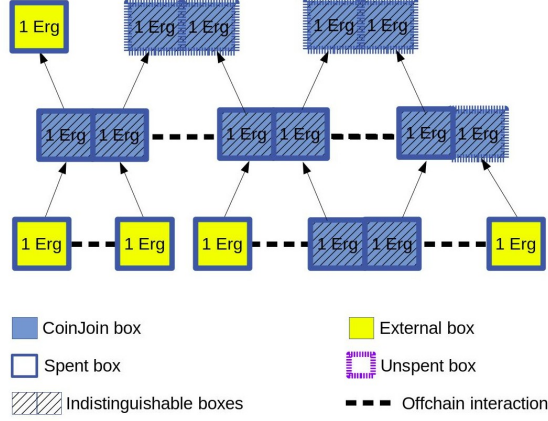 1 Erg 1 Erg 1 Erg 1 Erg 1 Erg
1 Erg 1 Erg 1 Erg 1 Erg 1 Erg 1 Erg
1 Erg 1 Erg 1 Erg 1 Erg 1 Erg 1 Erg
CoinJoin box External box
Spent box Unspent box
Indistinguishable boxes Offchain interaction